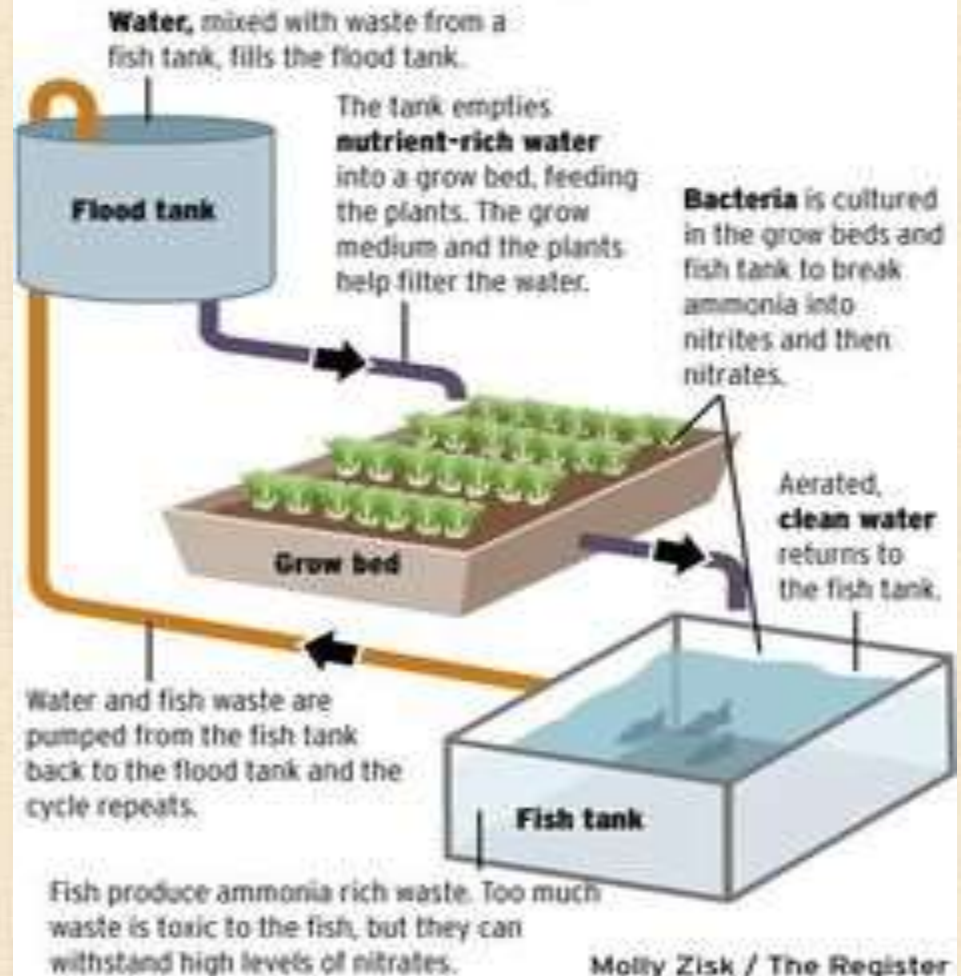 Water, mixed with waste from a
fish tank, fills the flood tank.
The tank empties
nutrient-rich water
into a grow bed, feeding
the plants. The grow
medium and the plants
help filter the water.
Flood tank
Bacteria is cultured
in the grow beds and
fish tank to break
ammonia into
nitrites and then
nitrates.
Grow bed
Aerated,
clean water
returns to
the fish tank.
Water and fish waste are
pumped from the fish tank
back to the flood tank and the
cycle repeats.
Fish tank
Fish produce ammonia rich waste. Too much
waste is toxic to the fish, but they can
withstand high levels of nitrates.
Molly Zisk / The Register